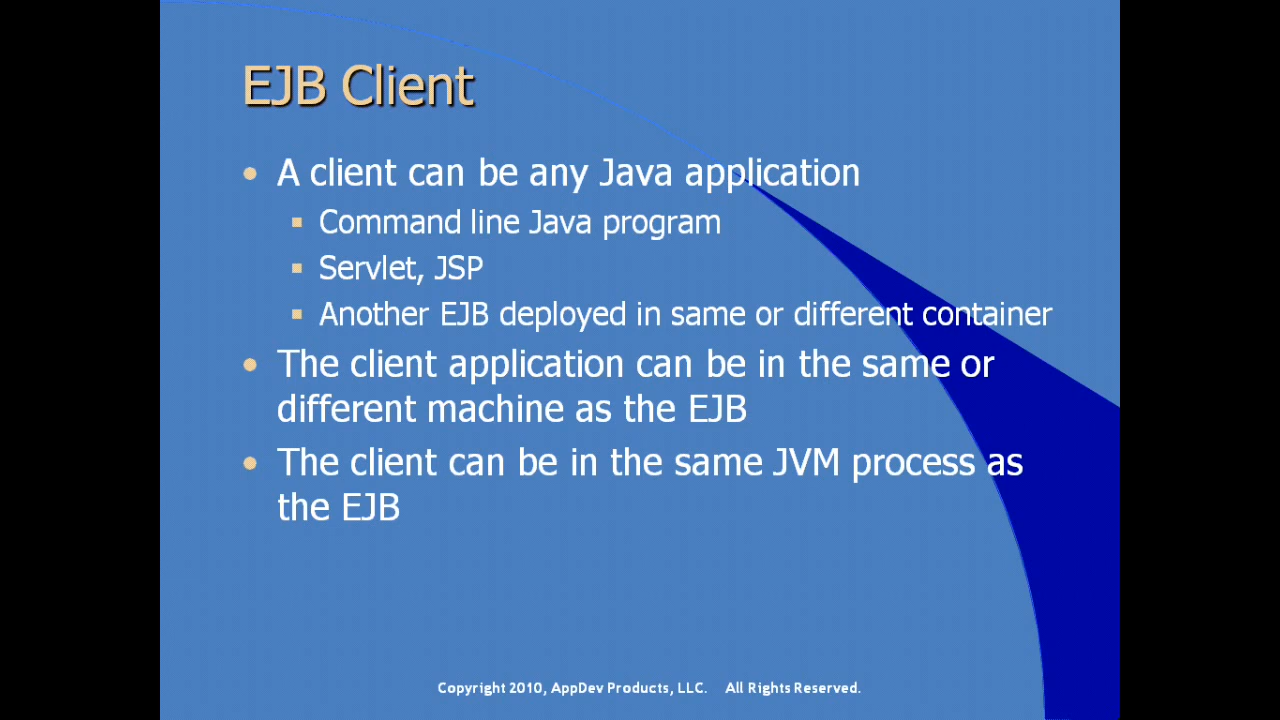 EJB Client
A client can be any Java application
Command line Java program
Servlet, JSP
Another EJB deployed in same or different container
The client application can be in the same or
different machine as the EJB
The client can be in the same JVM process as
the EJB
Copyright 2010, AppDev Products, LLC. All Rights Reserved.